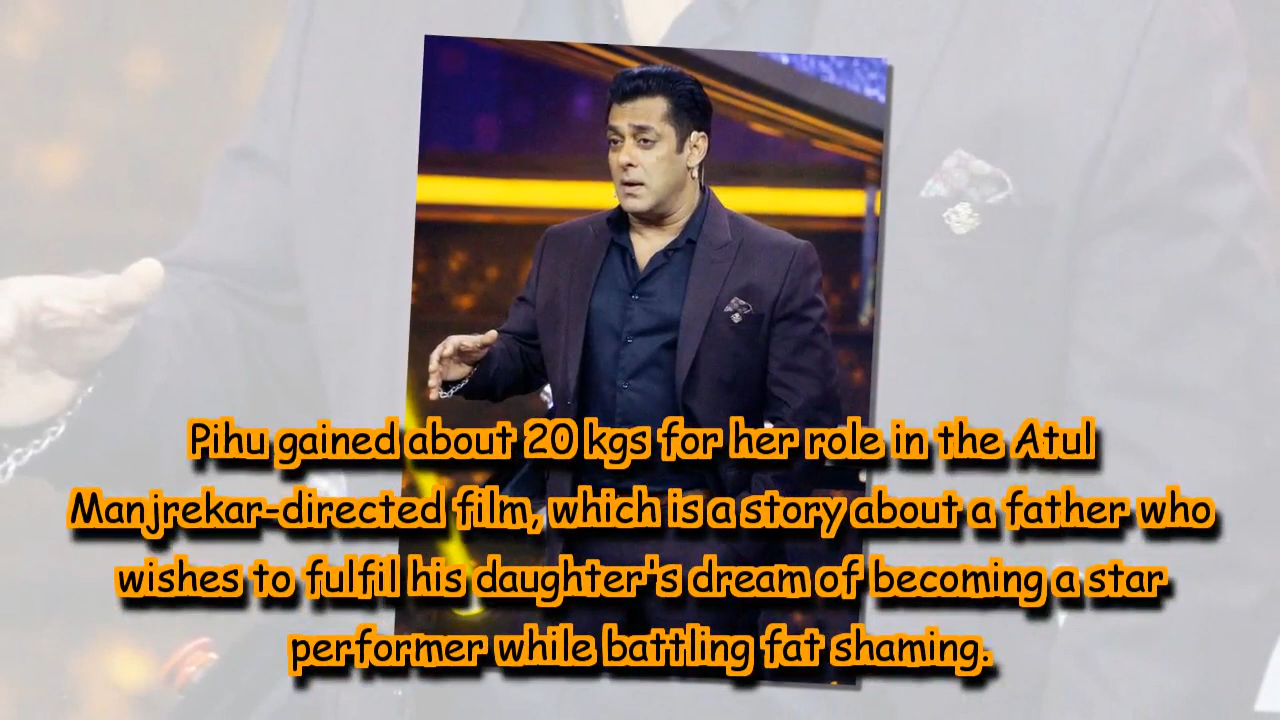 Pihu gained about 20 kgs for her role in the Atul
Manjrekar-directed film, which is a story about a father who
wishes to fulfil his daughter's dream of becoming a star
performer while battling fat shaming.